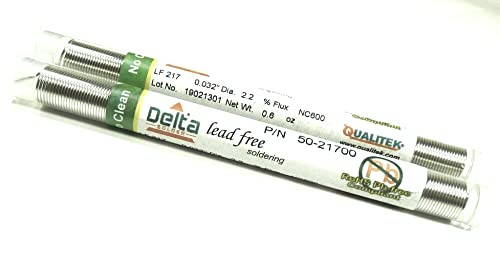 No C
LF 217 0.032" Dia. 2.2 % Flux NC600
Lot No. 19021301 Net Wt. 0.6 oz
QUALITEK
www.qualitek.com
o Clean
Delta
SOLDER
lead free
soldering
P/N 50-21700
Pb
RoHS Pb-free
Compliant